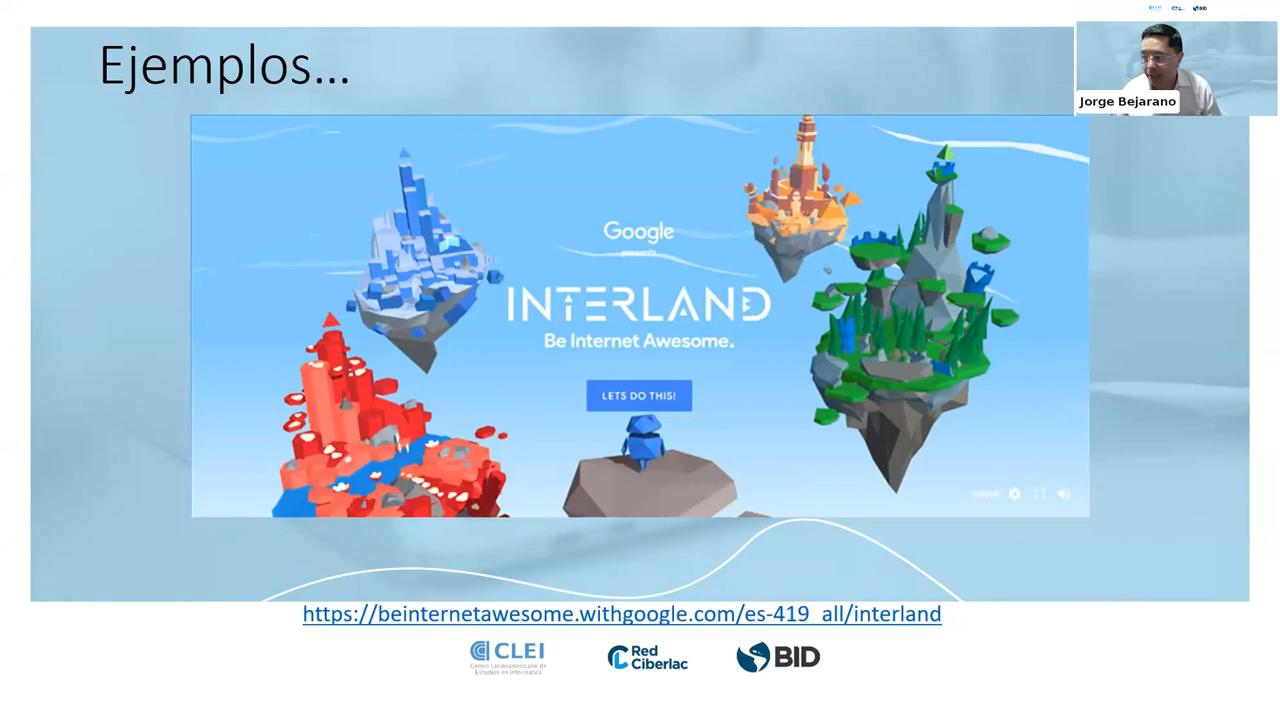 Ejemplos...
Jorge Bejarano
Google
presents
INTERLAND
Be Internet Awesome.
LETS DO THIS!
https://beinternetawesome.withgoogle.com/es-419_all/interland
CLEI
Centro Latinoamericano de
Estudios en Informática
Red
Ciberlac
BID